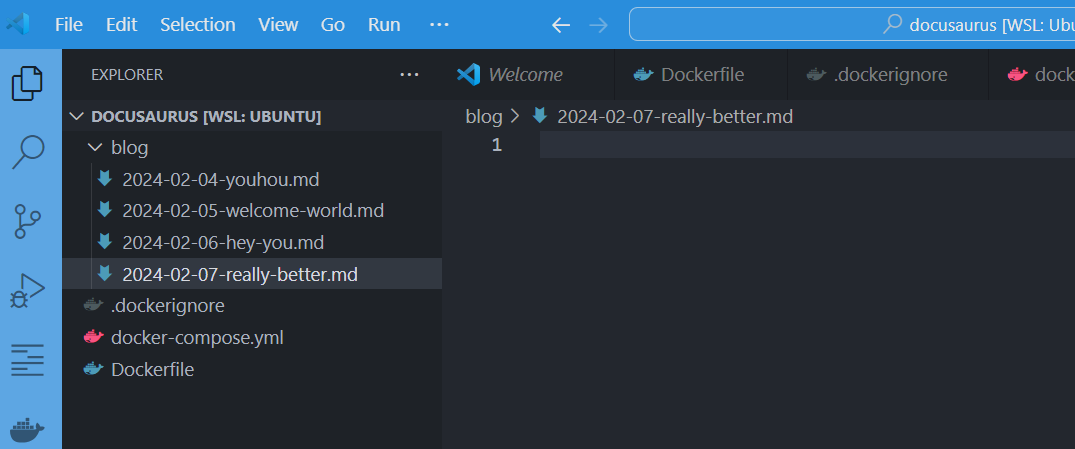 File Edit Selection View Go Run ··· docusaurus [WSL: Ubu
EXPLORER ··· Welcome Dockerfile .dockerignore dock
DOCUSAURUS [WSL: UBUNTU]
blog > 2024-02-07-really-better.md
1
blog
2024-02-04-youhou.md
2024-02-05-welcome-world.md
2024-02-06-hey-you.md
2024-02-07-really-better.md
.dockerignore
docker-compose.yml
Dockerfile